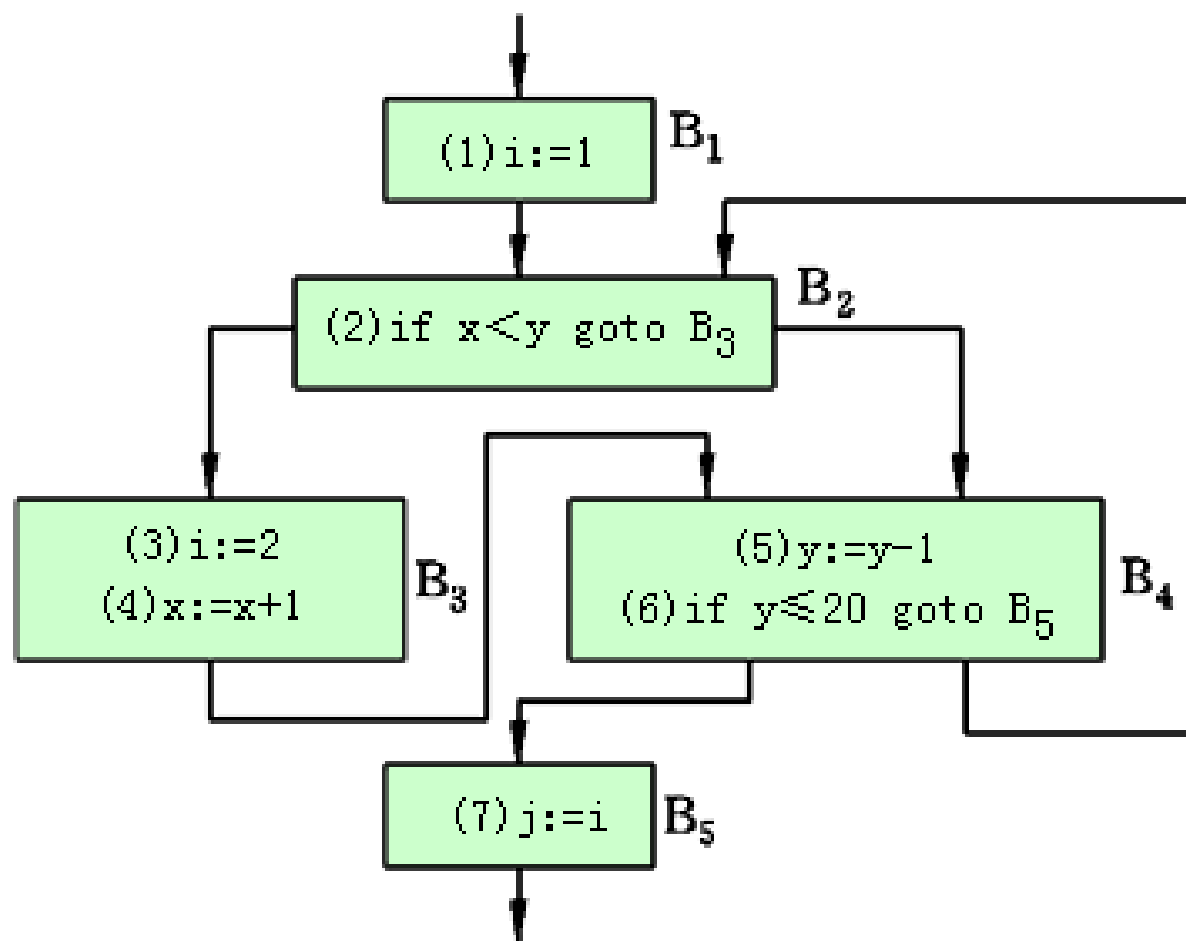 (1)i:=1
B₁
(2)if x<y goto B₃
B₂
(3)i:=2
(4)x:=x+1
B₃
(5)y:=y-1
(6)if y≤20 goto B₅
B₄
(7)j:=i
B₅